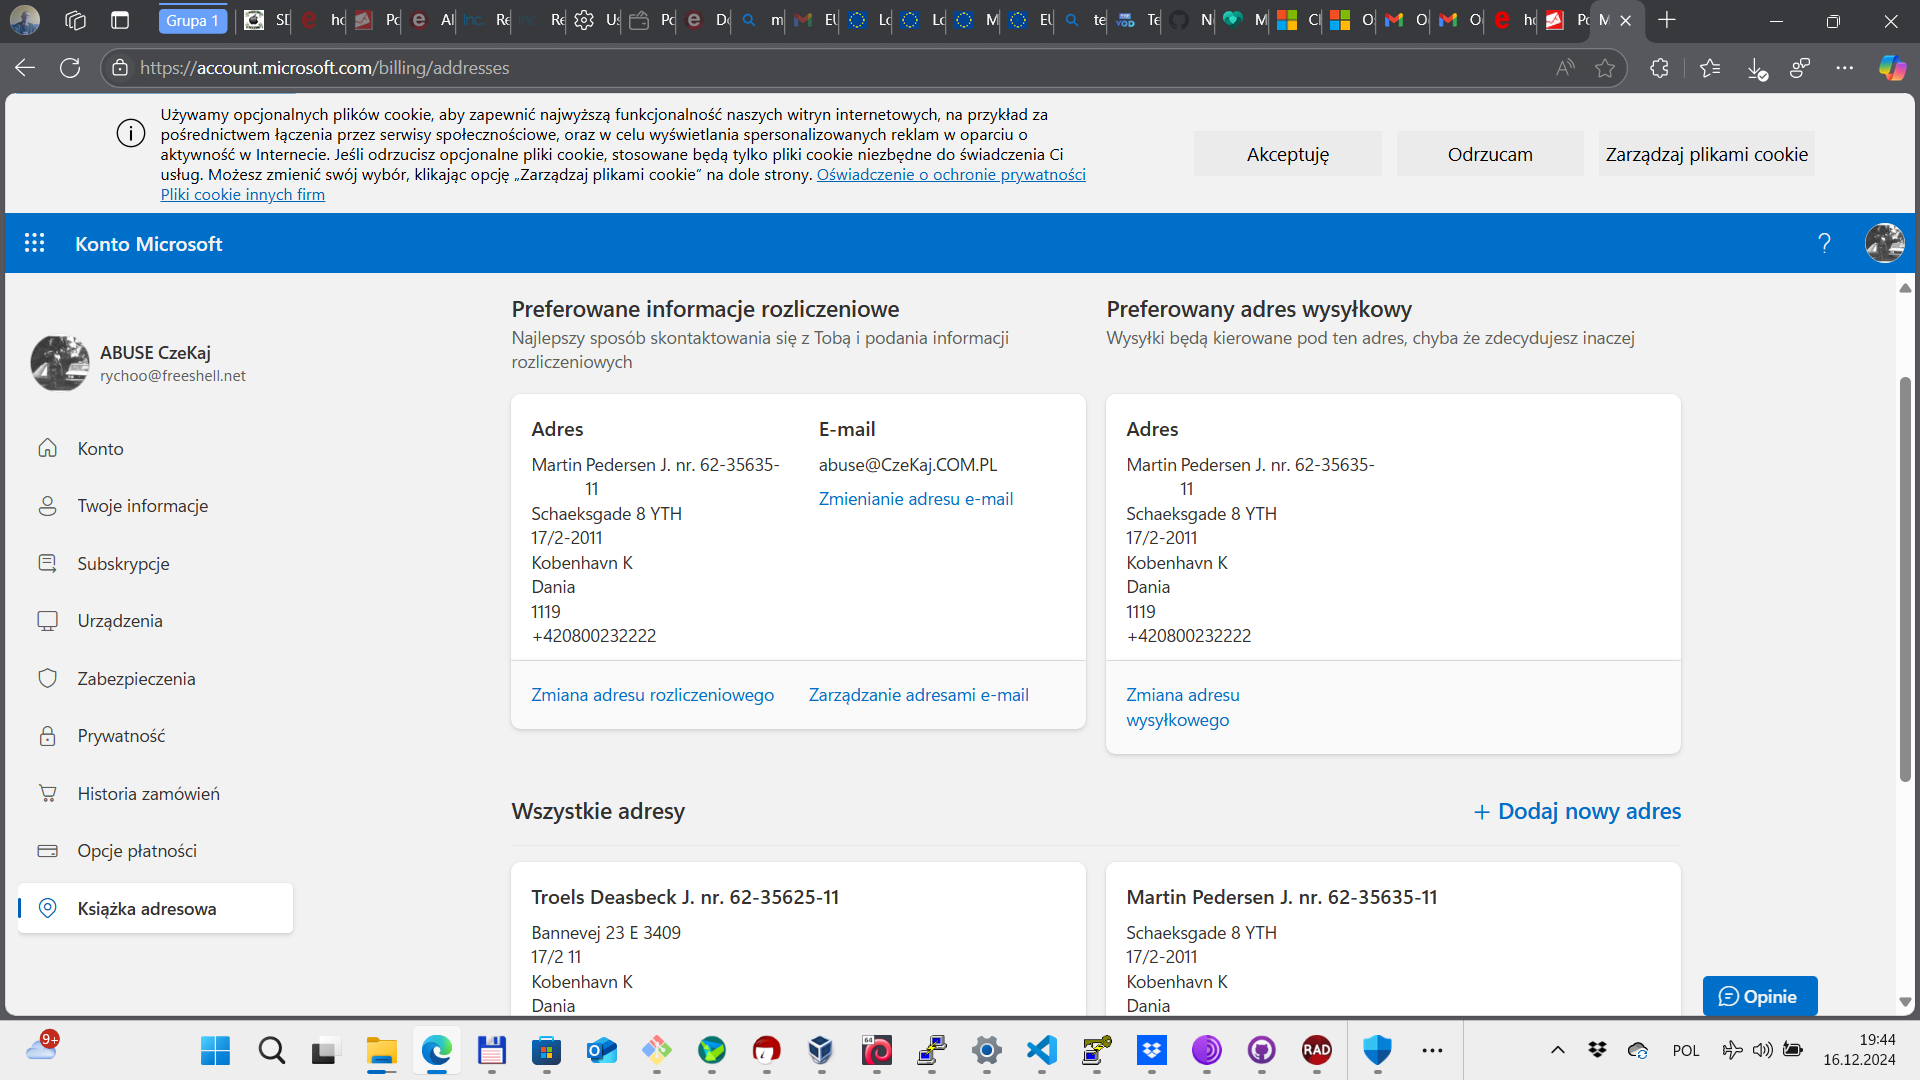 Grupa 1
https://account.microsoft.com/billing/addresses
Używamy opcjonalnych plików cookie, aby zapewnić najwyższą funkcjonalność naszych witryn internetowych, na przykład za
pośrednictwem łączenia przez serwisy społecznościowe, oraz w celu wyświetlania spersonalizowanych reklam w oparciu o
aktywność w Internecie. Jeśli odrzucisz opcjonalne pliki cookie, stosowane będą tylko pliki cookie niezbędne do świadczenia Ci
usług. Możesz zmienić swój wybór, klikając opcję „Zarządzaj plikami cookie” na dole strony. Oświadczenie o ochronie prywatności
Pliki cookie innych firm
Akceptuję
Odrzucam
Zarządzaj plikami cookie
Konto Microsoft
ABUSE CzeKaj
rychoo@freeshell.net
Konto
Twoje informacje
Subskrypcje
Urządzenia
Zabezpieczenia
Prywatność
Historia zamówień
Opcje płatności
Książka adresowa
Preferowane informacje rozliczeniowe
Najlepszy sposób skontaktowania się z Tobą i podania informacji
rozliczeniowych
Adres
Martin Pedersen J. nr. 62-35635-
11
Schaeksgade 8 YTH
17/2-2011
Kobenhavn K
Dania
1119
+420800232222
E-mail
abuse@CzeKaj.COM.PL
Zmienianie adresu e-mail
Zmiana adresu rozliczeniowego
Zarządzanie adresami e-mail
Preferowany adres wysyłkowy
Wysyłki będą kierowane pod ten adres, chyba że zdecydujesz inaczej
Adres
Martin Pedersen J. nr. 62-35635-
11
Schaeksgade 8 YTH
17/2-2011
Kobenhavn K
Dania
1119
+420800232222
Zmiana adresu
wysyłkowego
Wszystkie adresy
+ Dodaj nowy adres
Troels Deasbeck J. nr. 62-35625-11
Bannevej 23 E 3409
17/2 11
Kobenhavn K
Dania
Martin Pedersen J. nr. 62-35635-11
Schaeksgade 8 YTH
17/2-2011
Kobenhavn K
Dania
Opinie
9+
64
RAD
POL
19:44
16.12.2024